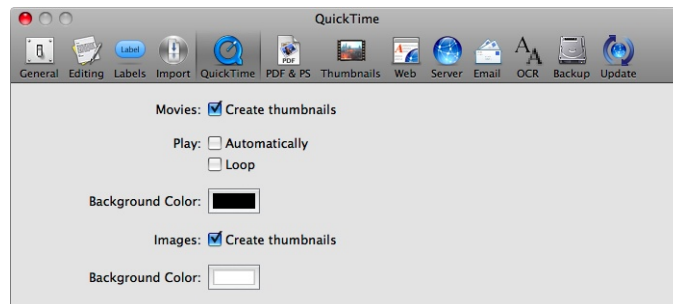 QuickTime
Label PDF
General Editing Labels Import QuickTime PDF & PS Thumbnails Web Server Email OCR Backup Update
Movies: Create thumbnails
Play: Automatically
Loop
Background Color:
Images: Create thumbnails
Background Color: